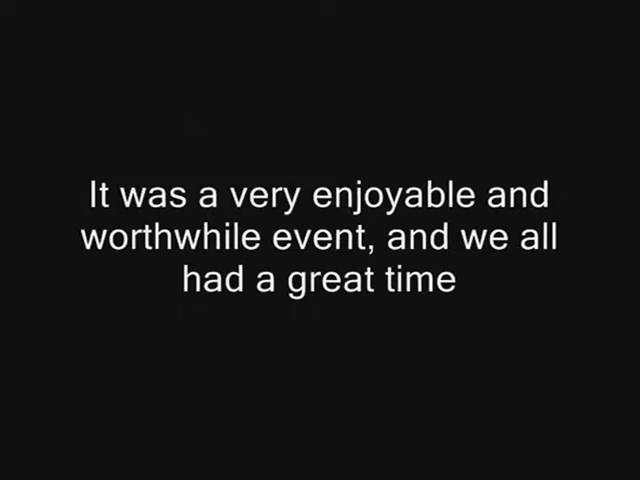 It was a very enjoyable and
worthwhile event, and we all
had a great time